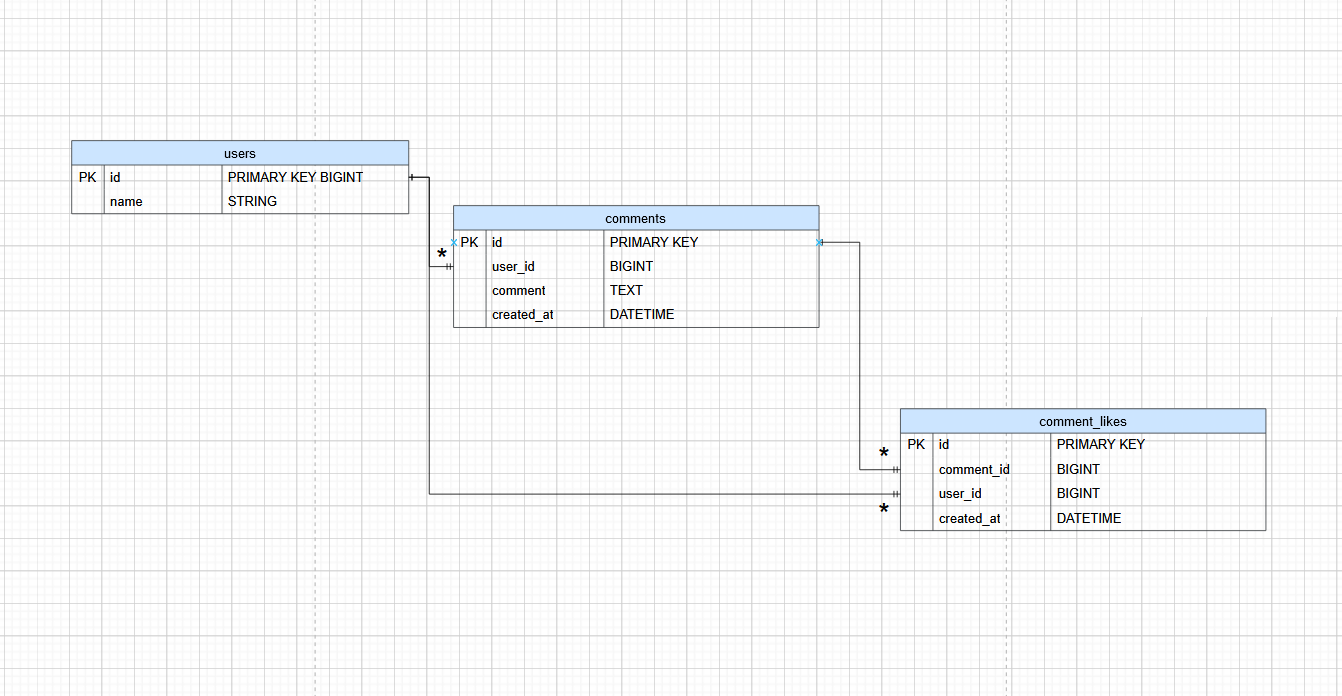 users
PK id PRIMARY KEY BIGINT
name STRING
comments
PK id PRIMARY KEY
* user_id BIGINT
comment TEXT
created_at DATETIME
comment_likes
PK id PRIMARY KEY
* comment_id BIGINT
user_id BIGINT
* created_at DATETIME